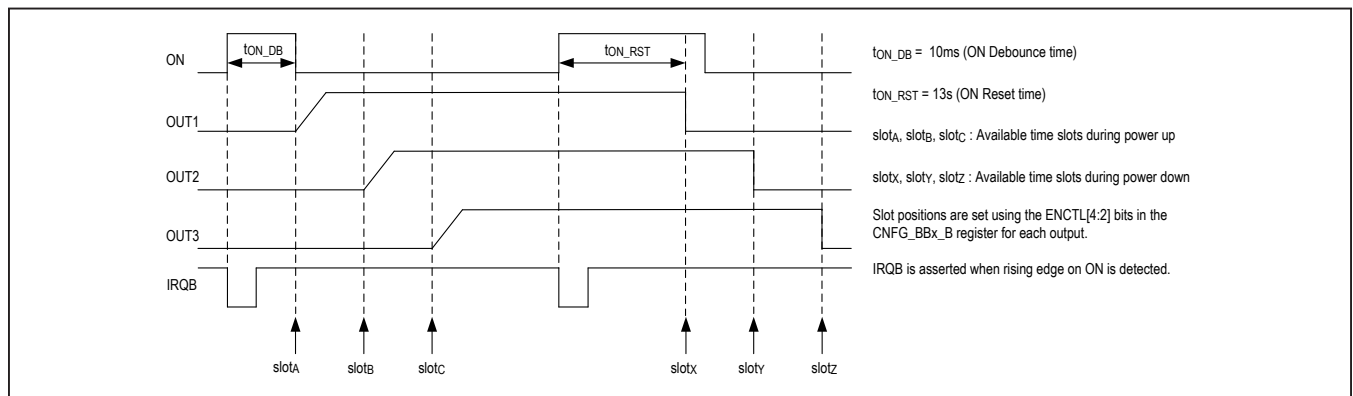 ON
tON_DB
tON_RST
tON_DB = 10ms (ON Debounce time)
tON_RST = 13s (ON Reset time)
OUT1
slotA, slotB, slotC : Available time slots during power up
OUT2
slotX, slotY, slotZ : Available time slots during power down
OUT3
Slot positions are set using the ENCTL[4:2] bits in the
CNFG_BBx_B register for each output.
IRQB
IRQB is asserted when rising edge on ON is detected.
slotA
slotB
slotC
slotX
slotY
slotZ